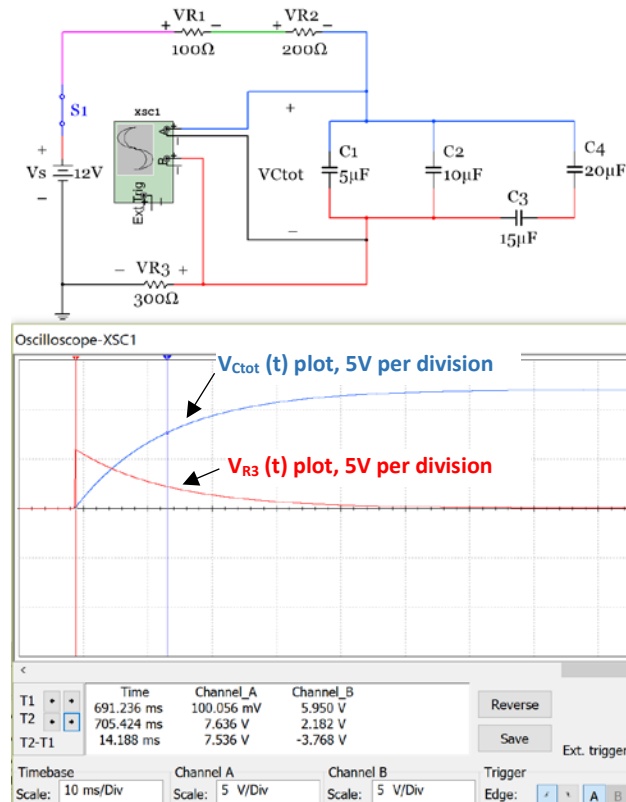 + VR1 − + VR2 −
100Ω 200Ω
S1
xsc1
+
Vs 12V
−
Ext Trig
+
VCtot
−
C1
5µF
C2
10µF
C4
20µF
C3
15µF
− VR3 +
300Ω
Oscilloscope-XSC1
VCtot (t) plot, 5V per division
VR3 (t) plot, 5V per division
Time Channel_A Channel_B
T1 691.236 ms 100.056 mV 5.950 V
T2 705.424 ms 7.636 V 2.182 V
T2-T1 14.188 ms 7.536 V -3.768 V
Reverse
Save
Ext. trigger
Timebase Channel A Channel B Trigger
Scale: 10 ms/Div Scale: 5 V/Div Scale: 5 V/Div Edge: A B